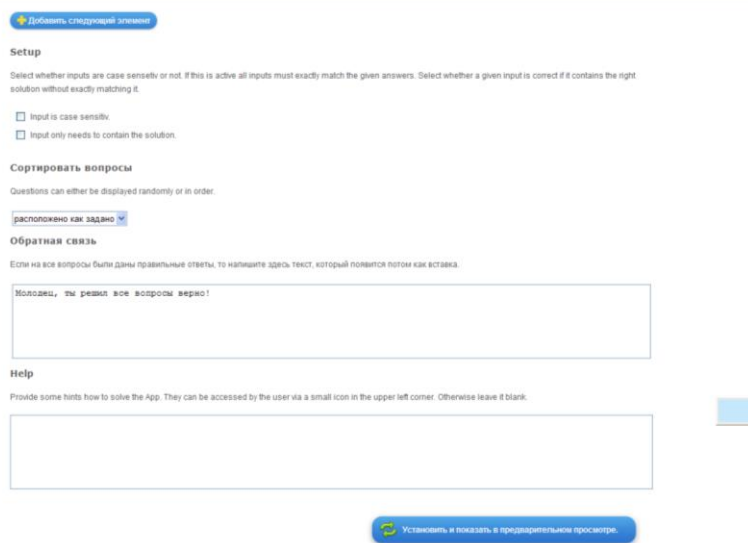 Добавить следующий элемент
Setup
Select whether inputs are case sensetiv or not. If this is active all inputs must exactly match the given answers. Select whether a given input is correct if it contains the right
solution without exactly matching it.
Input is case sensitiv.
Input only needs to contain the solution.
Сортировать вопросы
Questions can either be displayed randomly or in order.
расположено как задано
Обратная связь
Если на все вопросы были даны правильные ответы, то напишите здесь текст, который появится потом как вставка.
Молодец, ты решил все вопросы верно!
Help
Provide some hints how to solve the App. They can be accessed by the user via a small icon in the upper left corner. Otherwise leave it blank.
Установить и показать в предварительном просмотре.